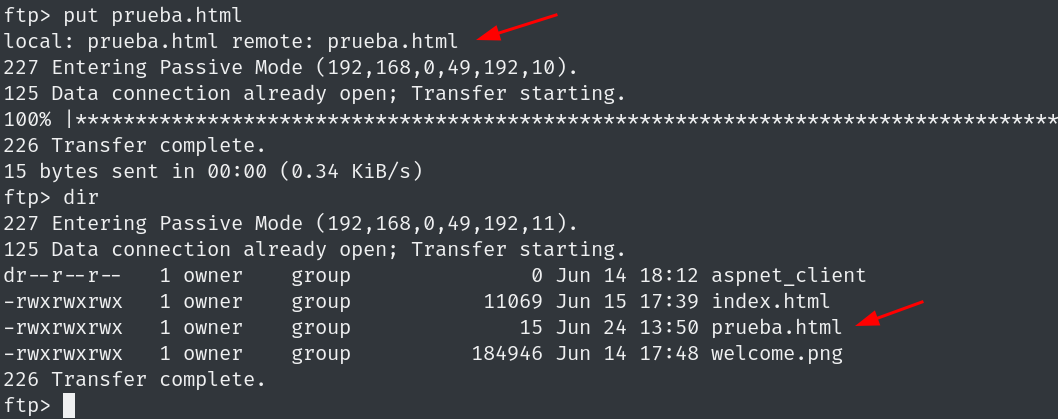 ftp> put prueba.html
local: prueba.html remote: prueba.html
227 Entering Passive Mode (192,168,0,49,192,10).
125 Data connection already open; Transfer starting.
100% |***********************************************************************************
226 Transfer complete.
15 bytes sent in 00:00 (0.34 KiB/s)
ftp> dir
227 Entering Passive Mode (192,168,0,49,192,11).
125 Data connection already open; Transfer starting.
dr--r--r--   1 owner    group               0 Jun 14 18:12 aspnet_client
-rwxrwxrwx   1 owner    group           11069 Jun 15 17:39 index.html
-rwxrwxrwx   1 owner    group              15 Jun 24 13:50 prueba.html
-rwxrwxrwx   1 owner    group          184946 Jun 14 17:48 welcome.png
226 Transfer complete.
ftp>